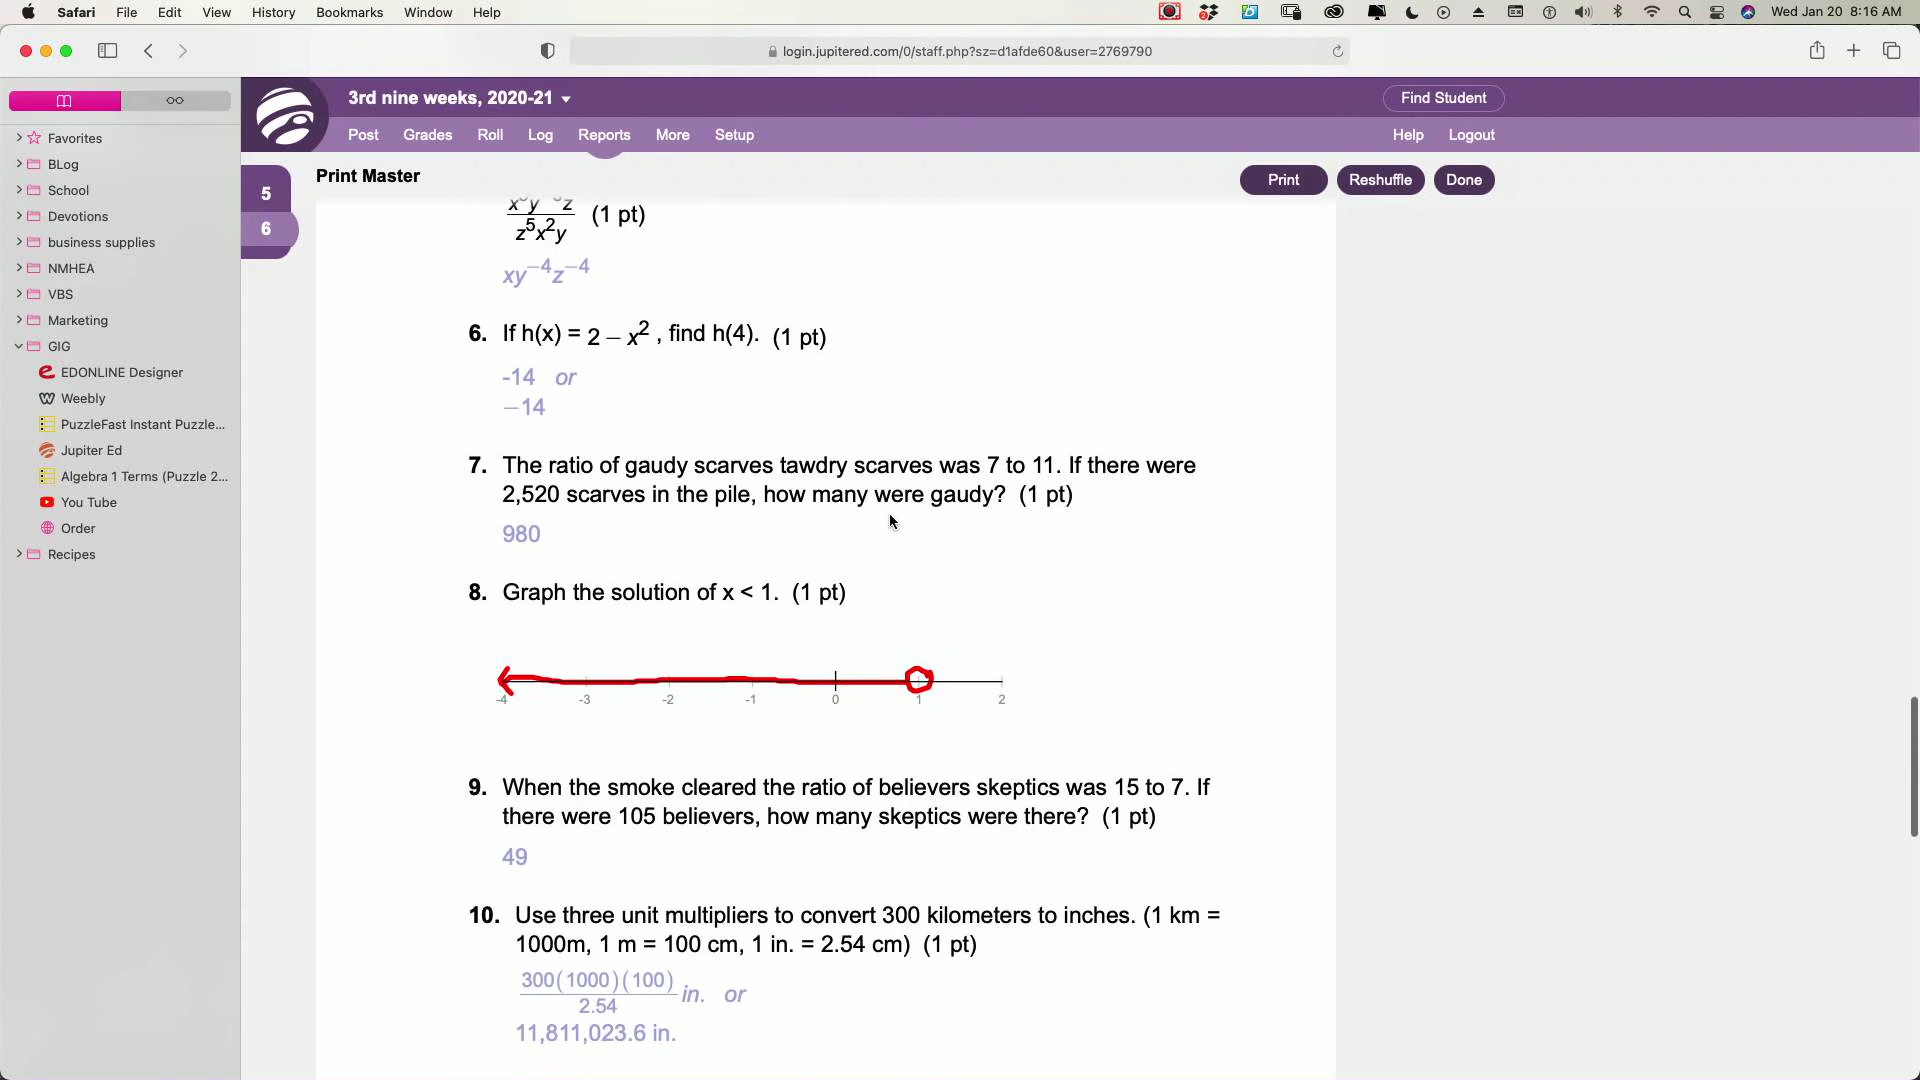 Safari File Edit View History Bookmarks Window Help Wed Jan 20 8:16 AM
login.jupitered.com/0/staff.php?sz=d1afde60&user=2769790
Favorites
BLog
School
Devotions
business supplies
NMHEA
VBS
Marketing
GIG
EDONLINE Designer
Weebly
PuzzleFast Instant Puzzle...
Jupiter Ed
Algebra 1 Terms (Puzzle 2...
You Tube
Order
Recipes
3rd nine weeks, 2020-21 Find Student
Post Grades Roll Log Reports More Setup Help Logout
5
6
Print Master Print Reshuffle Done
z⁵x²y (1 pt)
xy⁻⁴z⁻⁴
6. If h(x) = 2 – x² , find h(4). (1 pt)
-14 or
–14
7. The ratio of gaudy scarves tawdry scarves was 7 to 11. If there were
2,520 scarves in the pile, how many were gaudy? (1 pt)
980
8. Graph the solution of x < 1. (1 pt)
-4 -3 -2 -1 0 1 2
9. When the smoke cleared the ratio of believers skeptics was 15 to 7. If
there were 105 believers, how many skeptics were there? (1 pt)
49
10. Use three unit multipliers to convert 300 kilometers to inches. (1 km =
1000m, 1 m = 100 cm, 1 in. = 2.54 cm) (1 pt)
300(1000)(100)
2.54 in. or
11,811,023.6 in.